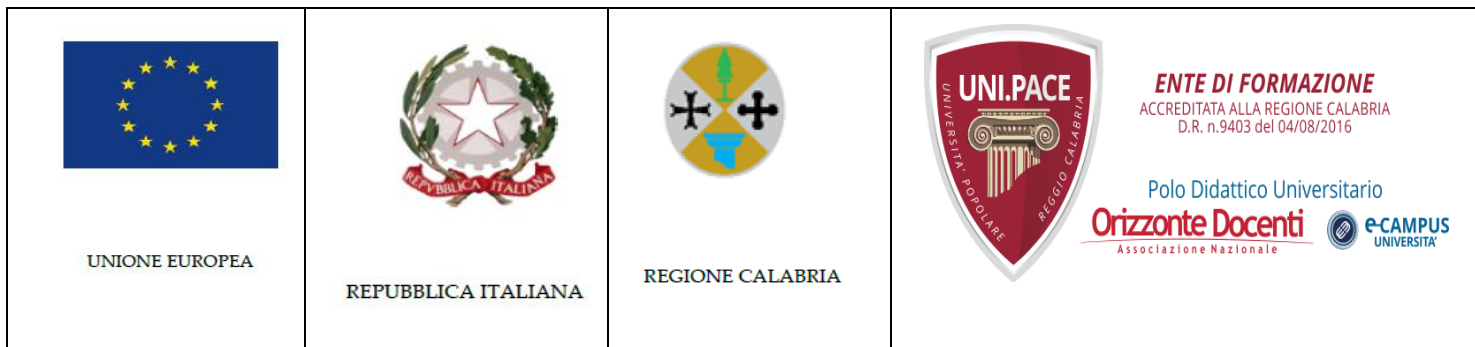 UNIONE EUROPEA
REPVBBLICA ITALIANA
REPUBBLICA ITALIANA
REGIONE CALABRIA
UNI.PACE
UNIVERSITA' POPOLARE
REGGIO CALABRIA
ENTE DI FORMAZIONE
ACCREDITATA ALLA REGIONE CALABRIA
D.R. n.9403 del 04/08/2016
Polo Didattico Universitario
Orizzonte Docenti
Associazione Nazionale
e-CAMPUS
UNIVERSITA'